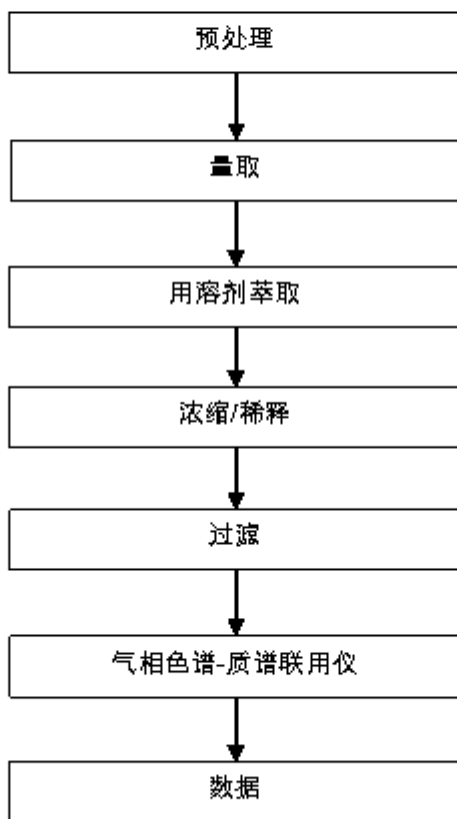 预处理
量取
用溶剂萃取
浓缩/稀释
过滤
气相色谱-质谱联用仪
数据